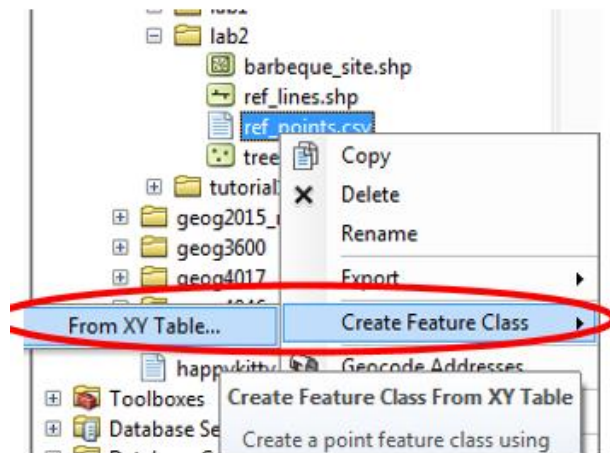 lab2
barbeque_site.shp
ref_lines.shp
ref_points.csv
tree
Copy
tutorial
Delete
geog2015_
Rename
geog3600
geog4017
Export
From XY Table...
Create Feature Class
happykitty
Geocode Addresses
Toolboxes
Create Feature Class From XY Table
Database Se
Create a point feature class using